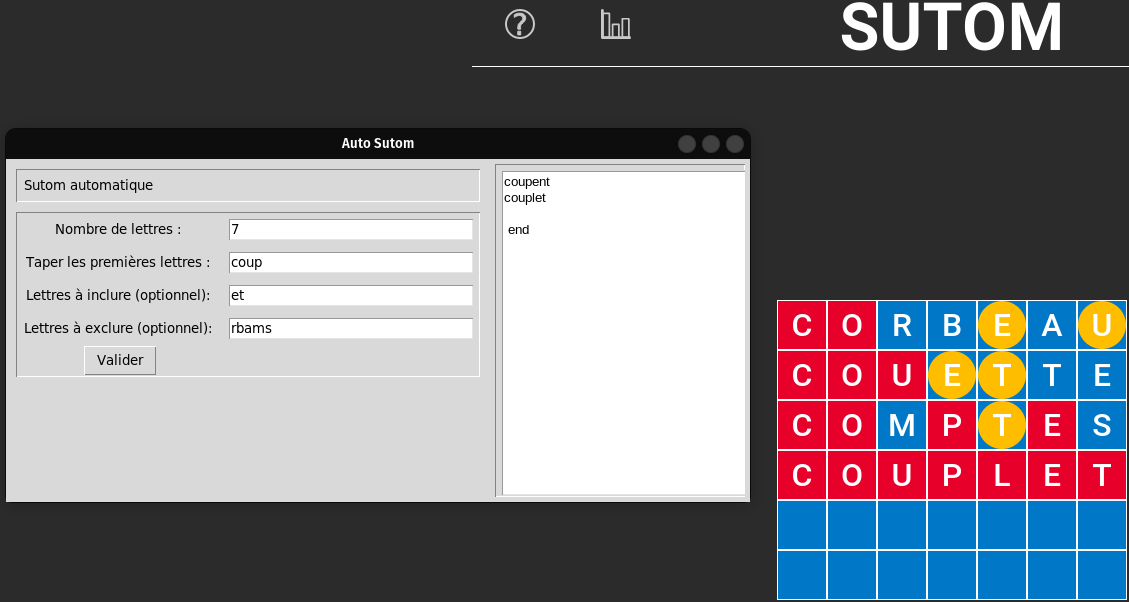 ?
SUTOM
Auto Sutom
Sutom automatique
Nombre de lettres :
7
Taper les premières lettres :
coup
Lettres à inclure (optionnel):
et
Lettres à exclure (optionnel):
rbams
Valider
coupent
couplet
end
C O R B E A U
C O U E T T E
C O M P T E S
C O U P L E T